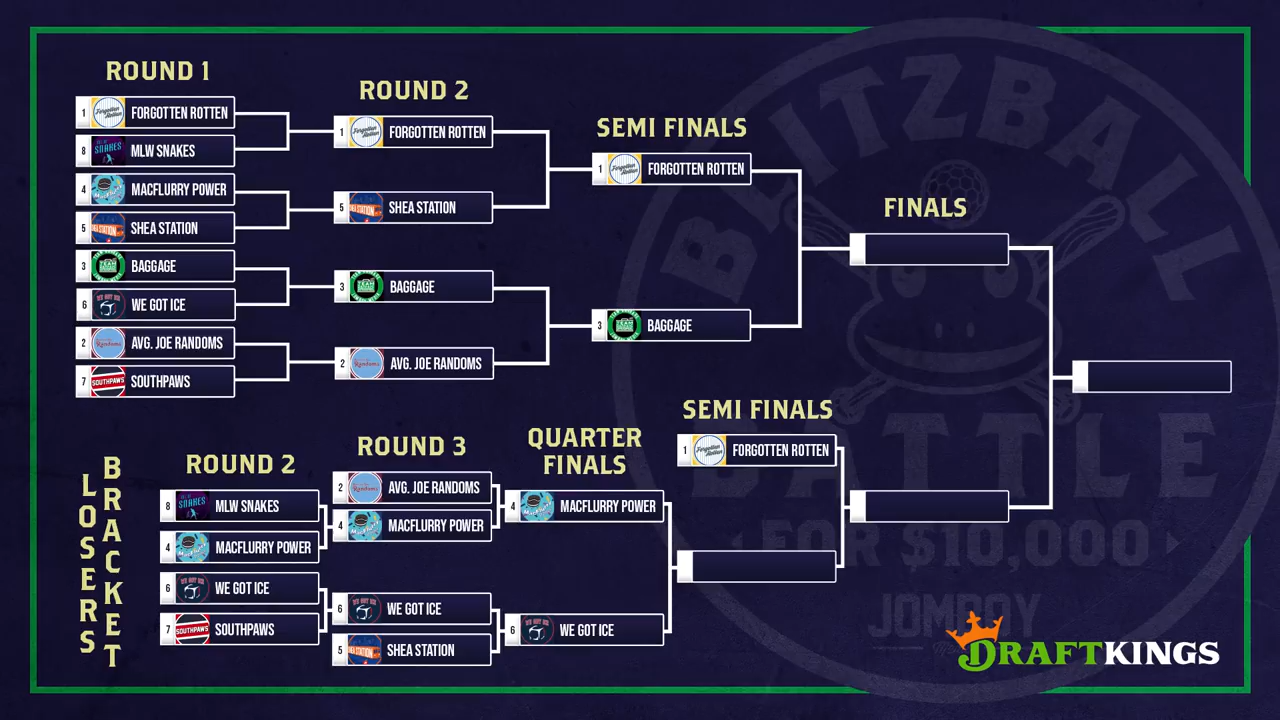 ROUND 1
1 FORGOTTEN ROTTEN
8 MLW SNAKES
4 MACFLURRY POWER
5 SHEA STATION
3 BAGGAGE
6 WE GOT ICE
2 AVG. JOE RANDOMS
7 SOUTHPAWS
ROUND 2
1 FORGOTTEN ROTTEN
5 SHEA STATION
3 BAGGAGE
2 AVG. JOE RANDOMS
SEMI FINALS
1 FORGOTTEN ROTTEN
3 BAGGAGE
FINALS
LOSERS
BRACKET
ROUND 2
8 MLW SNAKES
4 MACFLURRY POWER
6 WE GOT ICE
7 SOUTHPAWS
ROUND 3
2 AVG. JOE RANDOMS
4 MACFLURRY POWER
6 WE GOT ICE
5 SHEA STATION
QUARTER
FINALS
4 MACFLURRY POWER
6 WE GOT ICE
SEMI FINALS
1 FORGOTTEN ROTTEN
BLITZBALL
BATTLE
FOR $10,000
JOMBOY
DRAFTKINGS